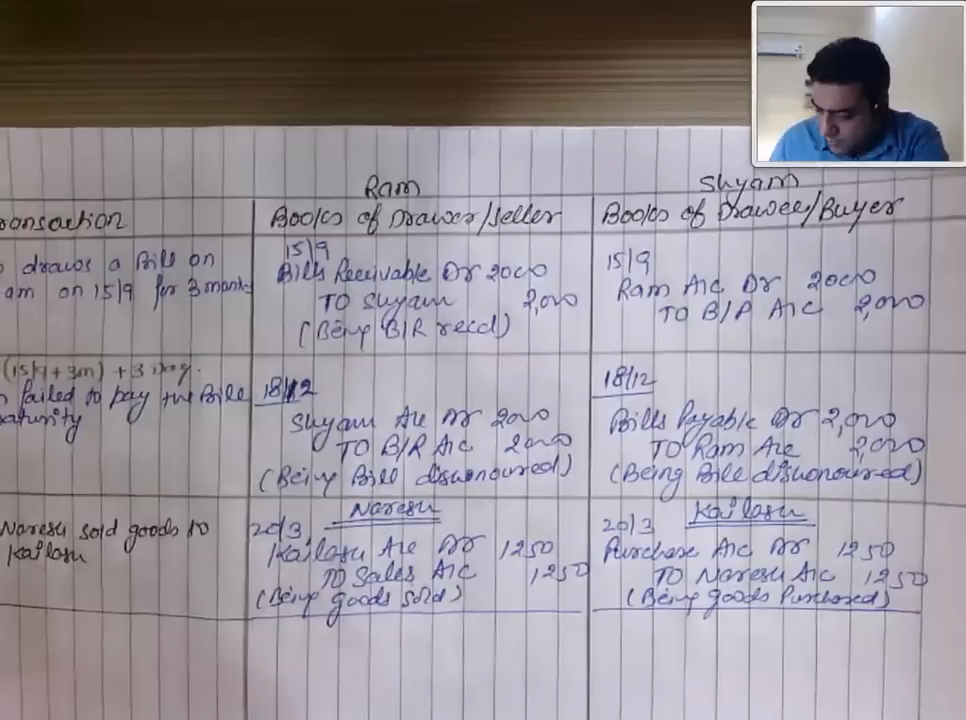 Ram
Shyam
ransaction
Books of Drawer/Seller
Books of Drawee/Buyer
draws a Bill on
am on 15/9 for 3 months
15/9
Bills Receivable Dr 2000
TO Shyam 2,000
(Being B/R recd)
15/9
Ram A/c Dr 2000
TO B/P A/c 2,000
(15/9 + 3m) + 3 Day.
failed to pay the Bill
aturity
18/12
Shyam A/c Dr 2000
TO B/R A/c 2000
(Being Bill dishonoured)
18/12
Bills Payable Dr 2,000
TO Ram A/c 2,000
(Being Bill dishonoured)
Naresh sold goods to
Kailash
Naresh
20/3
Kailash A/c Dr 1250
TO Sales A/c 1250
(Being goods sold)
Kailash
20/3
Purchase A/c Dr 1250
TO Naresh A/c 1250
(Being goods Purchased)